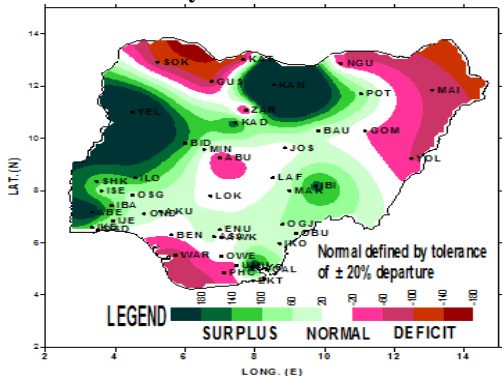 14
12
10
8
6
4
2
LAT.(N)
SOK
KAT
NGU
GUS
KAN
MAI
POT
YEL
ZAR
KAD
BAU
GOM
BID
MIN
JOS
ABU
YOL
SHK
ILO
LAF
ISE
OSG
LOK
MAK
IBI
IBA
ABE
AKU
IJE
OGJ
BEN
ENU
IKO
WAR
OWE
PHC
CAL
EKT
Normal defined by tolerance
of ± 20% departure
LEGEND
180
140
100
60
20
-20
-60
-100
-140
-180
SURPLUS NORMAL DEFICIT
2 4 6 8 10 12 14
LONG. (E)